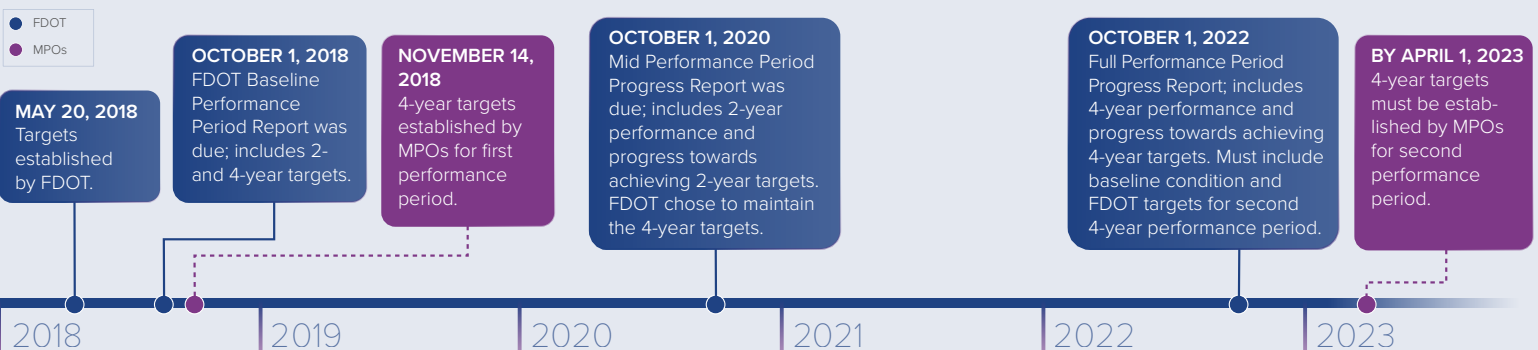 FDOT
MPOs
MAY 20, 2018
Targets
established
by FDOT.
OCTOBER 1, 2018
FDOT Baseline
Performance
Period Report was
due; includes 2-
and 4-year targets.
NOVEMBER 14,
2018
4-year targets
established by
MPOs for first
performance
period.
OCTOBER 1, 2020
Mid Performance Period
Progress Report was
due; includes 2-year
performance and
progress towards
achieving 2-year targets.
FDOT chose to maintain
the 4-year targets.
OCTOBER 1, 2022
Full Performance Period
Progress Report; includes
4-year performance and
progress towards achieving
4-year targets. Must include
baseline condition and
FDOT targets for second
4-year performance period.
BY APRIL 1, 2023
4-year targets
must be estab-
lished by MPOs
for second
performance
period.
2018
2019
2020
2021
2022
2023